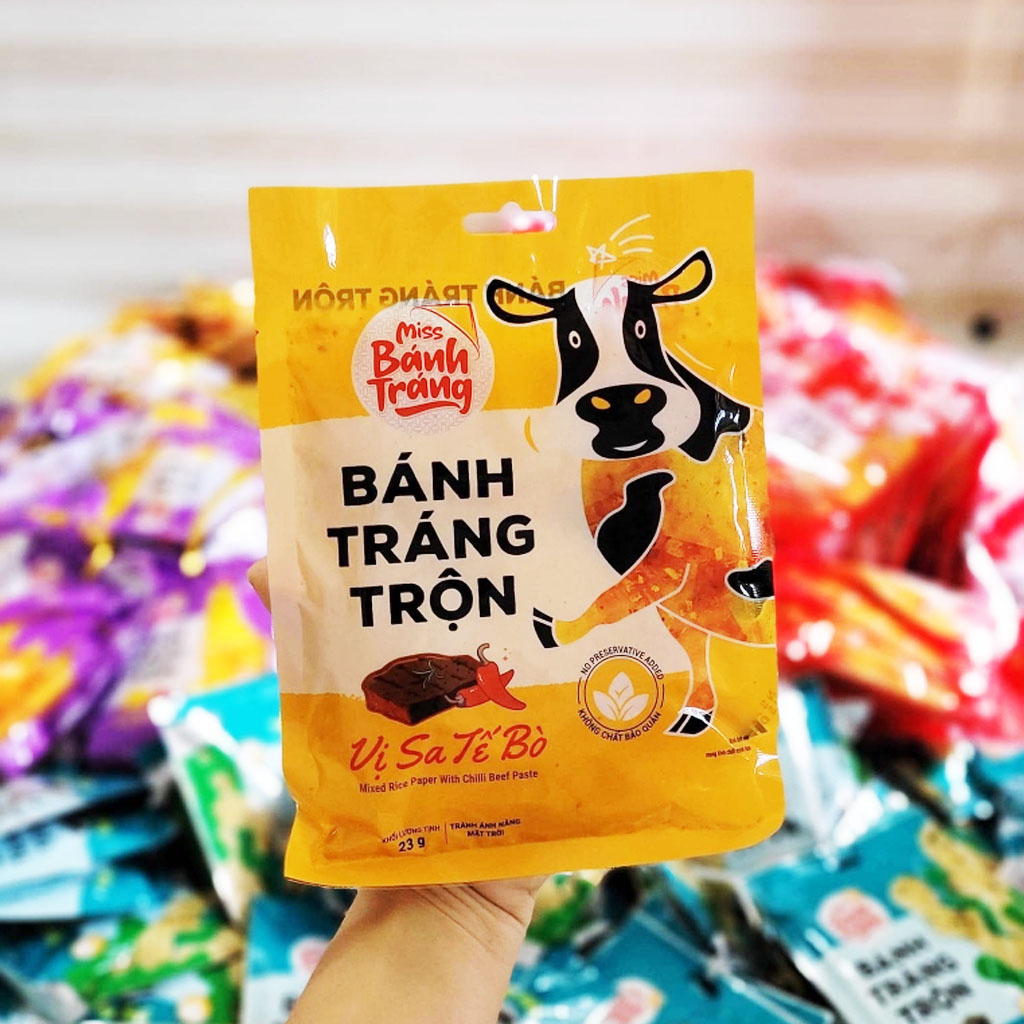 BÁNH TRÁNG TRỘN
Miss
Bánh
Tráng
BÁNH
TRÁNG
TRỘN
NO PRESERVATIVE ADDED
KHÔNG CHẤT BẢO QUẢN
Vị Sa Tế Bò
Mixed Rice Paper With Chilli Beef Paste
KHỐI LƯỢNG TỊNH
23 g
TRÁNH ÁNH NẮNG
MẶT TRỜI
BÁNH
TRÁNG
TRỘN